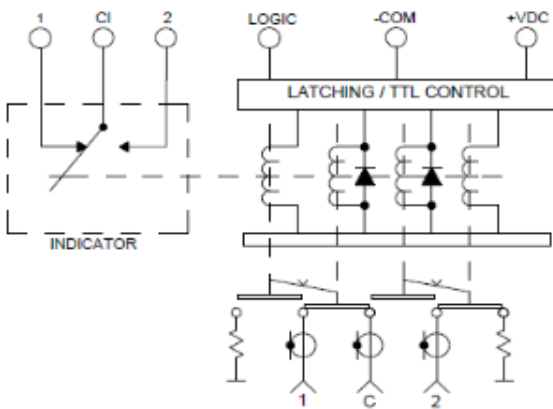 1 CI 2 LOGIC -COM +VDC
LATCHING / TTL CONTROL
INDICATOR
1 C 2